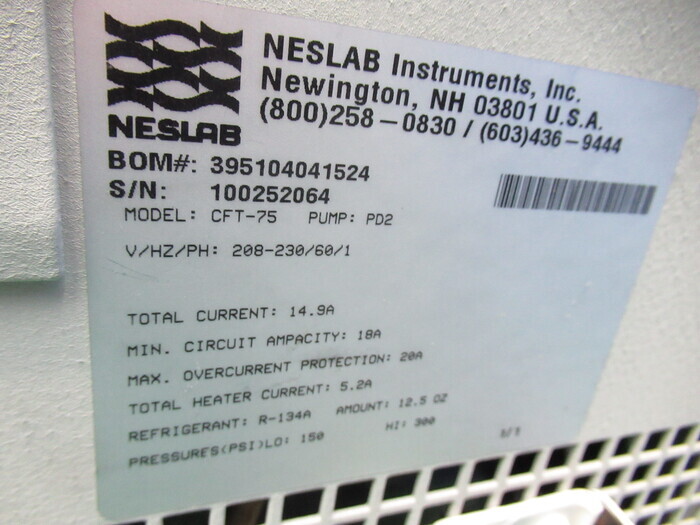 NESLAB
NESLAB Instruments, Inc.
Newington, NH 03801 U.S.A.
(800)258-0830 / (603)436-9444
BOM#: 395104041524
S/N: 100252064
MODEL: CFT-75 PUMP: PD2
V/HZ/PH: 208-230/60/1
TOTAL CURRENT: 14.9A
MIN. CIRCUIT AMPACITY: 18A
MAX. OVERCURRENT PROTECTION: 20A
TOTAL HEATER CURRENT: 5.2A
REFRIGERANT: R-134A AMOUNT: 12.5 OZ
PRESSURES(PSI)LO: 150 HI: 300